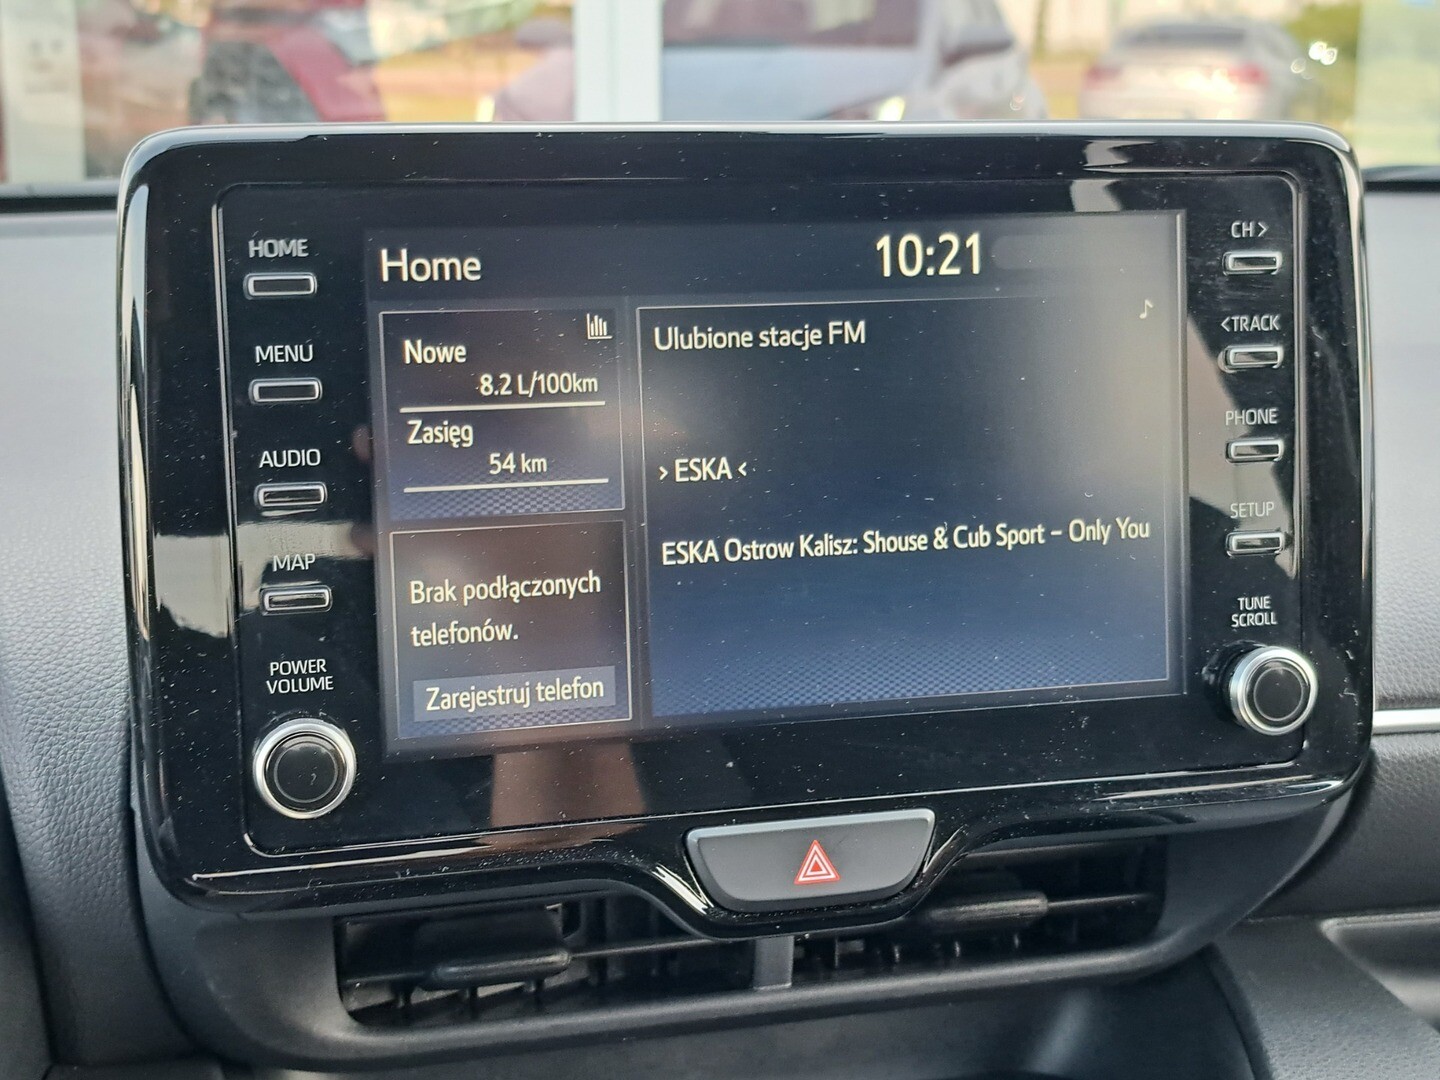 HOME
MENU
AUDIO
MAP
POWER
VOLUME
Home
10:21
Nowe
8.2 L/100km
Zasięg
54 km
Brak podłączonych
telefonów.
Zarejestruj telefon
Ulubione stacje FM
> ESKA <
ESKA Ostrow Kalisz: Shouse & Cub Sport – Only You
CH>
<TRACK
PHONE
SETUP
TUNE
SCROLL